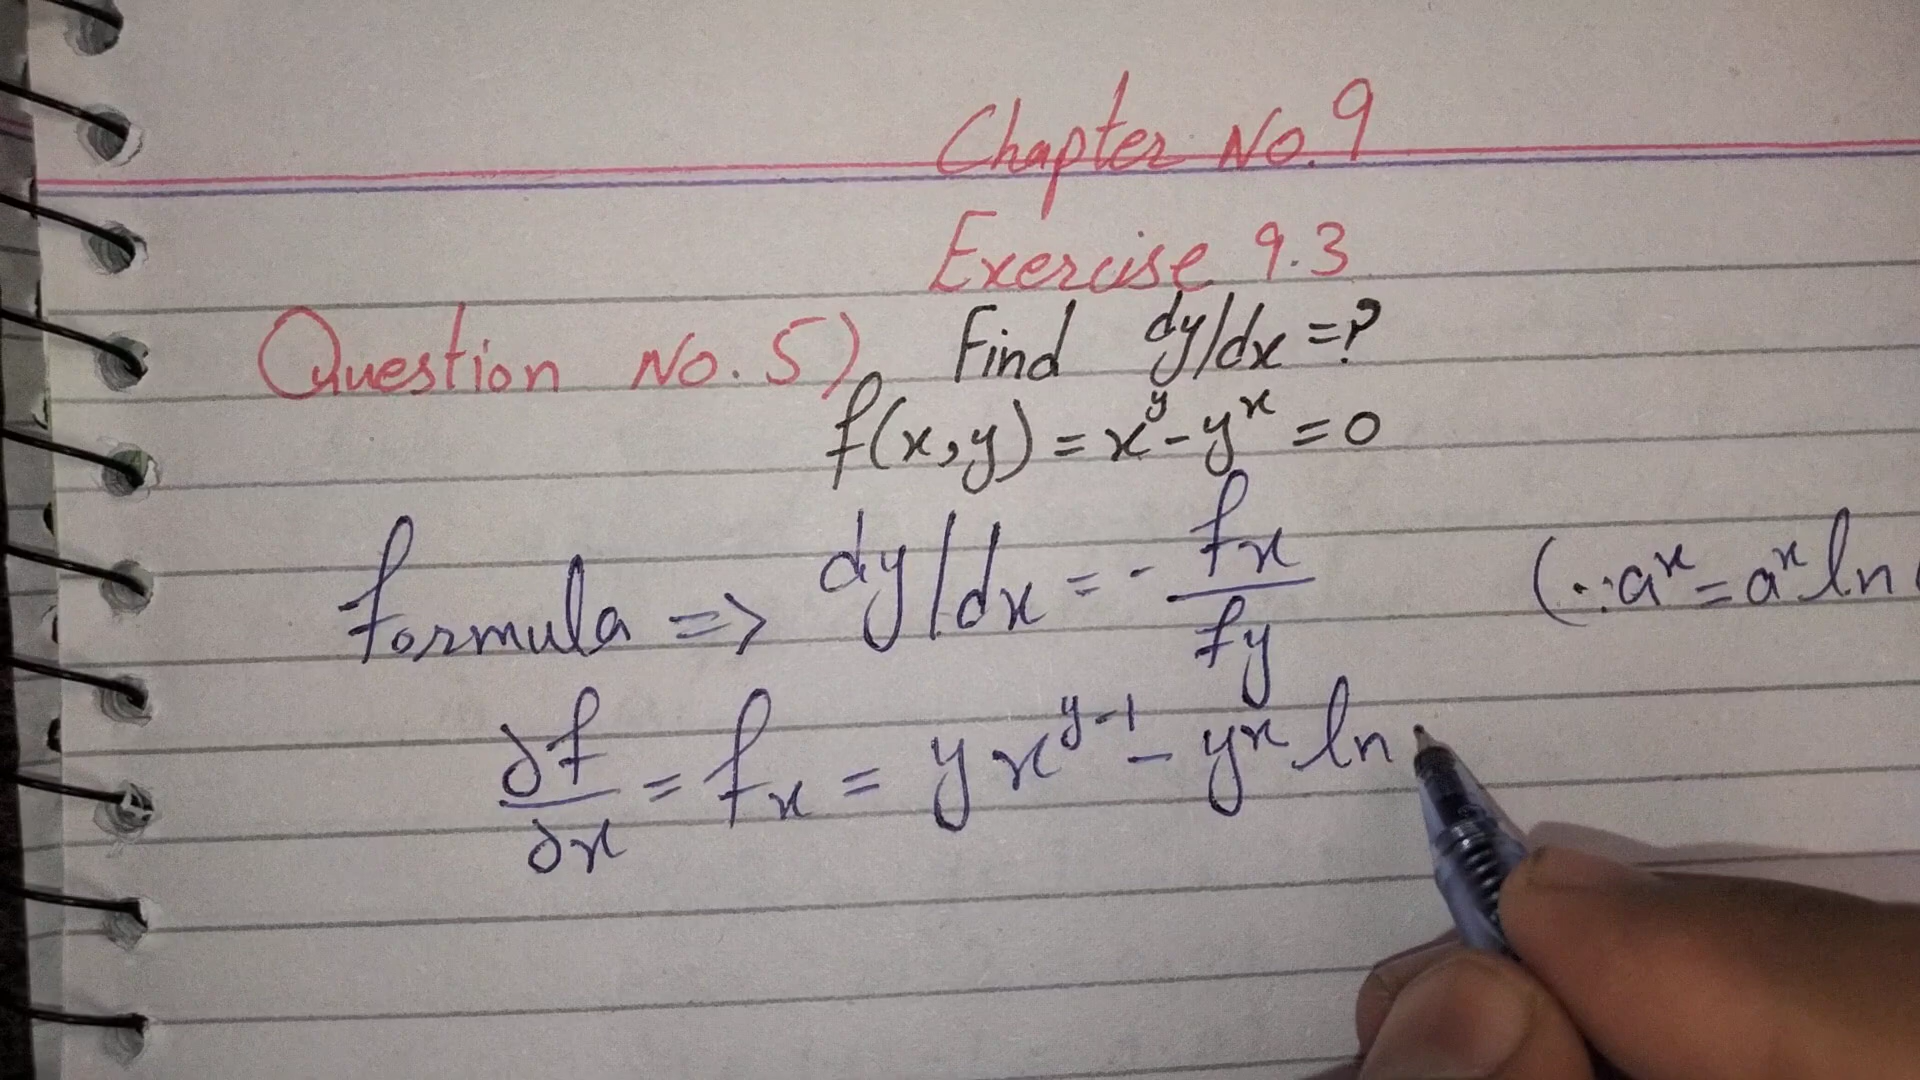 Chapter No. 9
Exercise 9.3
Question No. 5) Find dy/dx = ?
f(x,y) = x^y - y^x = 0
formula => dy/dx = - fx/fy (∵ a^x = a^x ln
∂f/∂x = fx = y x^(y-1) - y^x ln